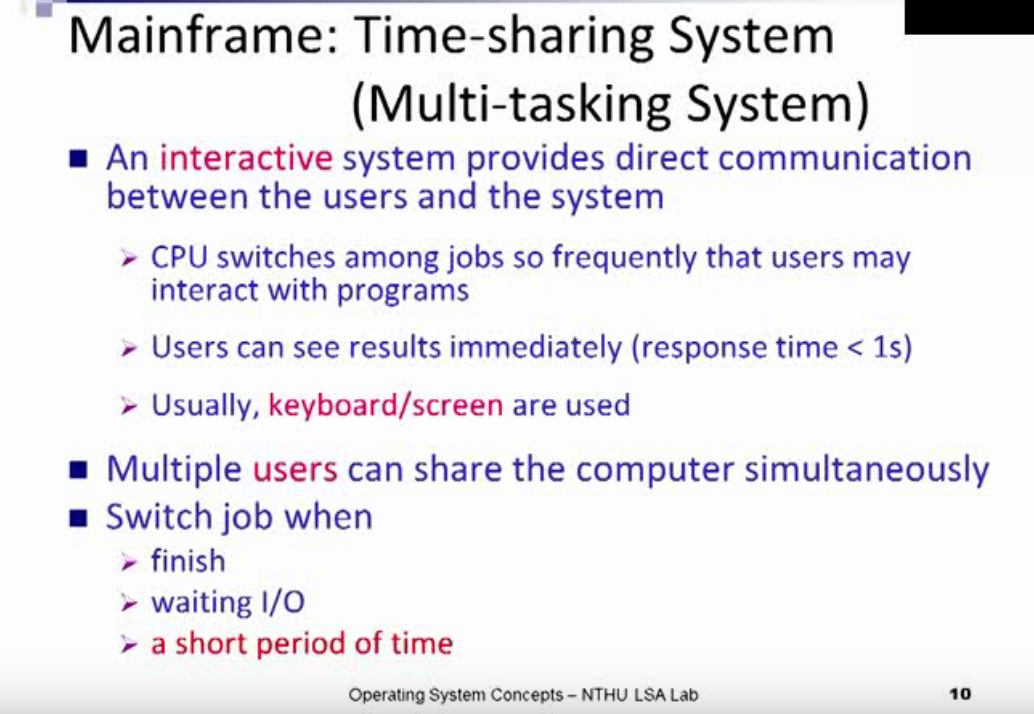 Mainframe: Time-sharing System
(Multi-tasking System)
An interactive system provides direct communication
between the users and the system
CPU switches among jobs so frequently that users may
interact with programs
Users can see results immediately (response time < 1s)
Usually, keyboard/screen are used
Multiple users can share the computer simultaneously
Switch job when
finish
waiting I/O
a short period of time
Operating System Concepts – NTHU LSA Lab
10